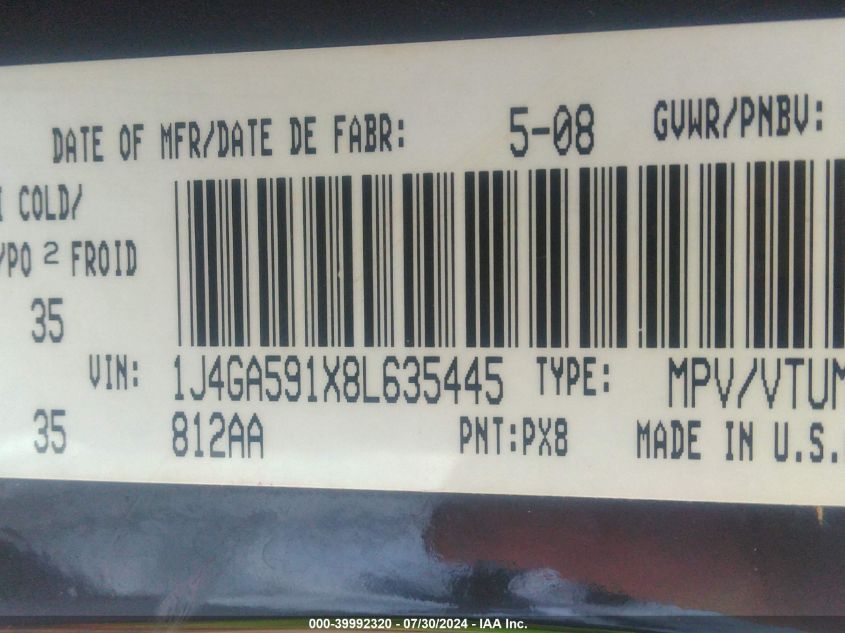 DATE OF MFR/DATE DE FABR: 5-08 GVWR/PNBV:
I COLD/
/PO 2 FROID
35
VIN: 1J4GA591X8L635445 TYPE: MPV/VTUM
35 812AA PNT:PX8 MADE IN U.S.
000-39992320 - 07/30/2024 - IAA Inc.